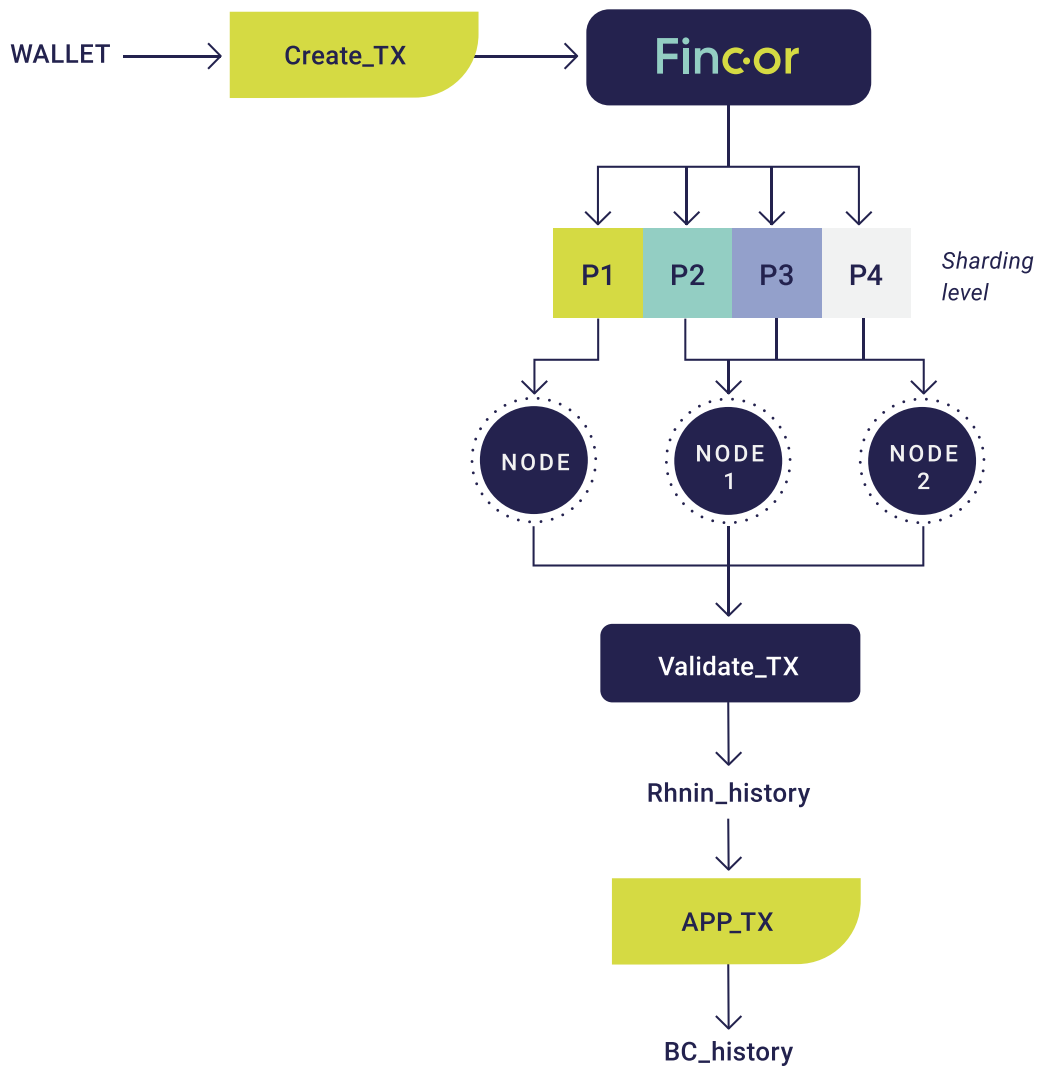 WALLET
Create_TX
Fincor
P1
P2
P3
P4
Sharding
level
NODE
NODE
1
NODE
2
Validate_TX
Rhnin_history
APP_TX
BC_history